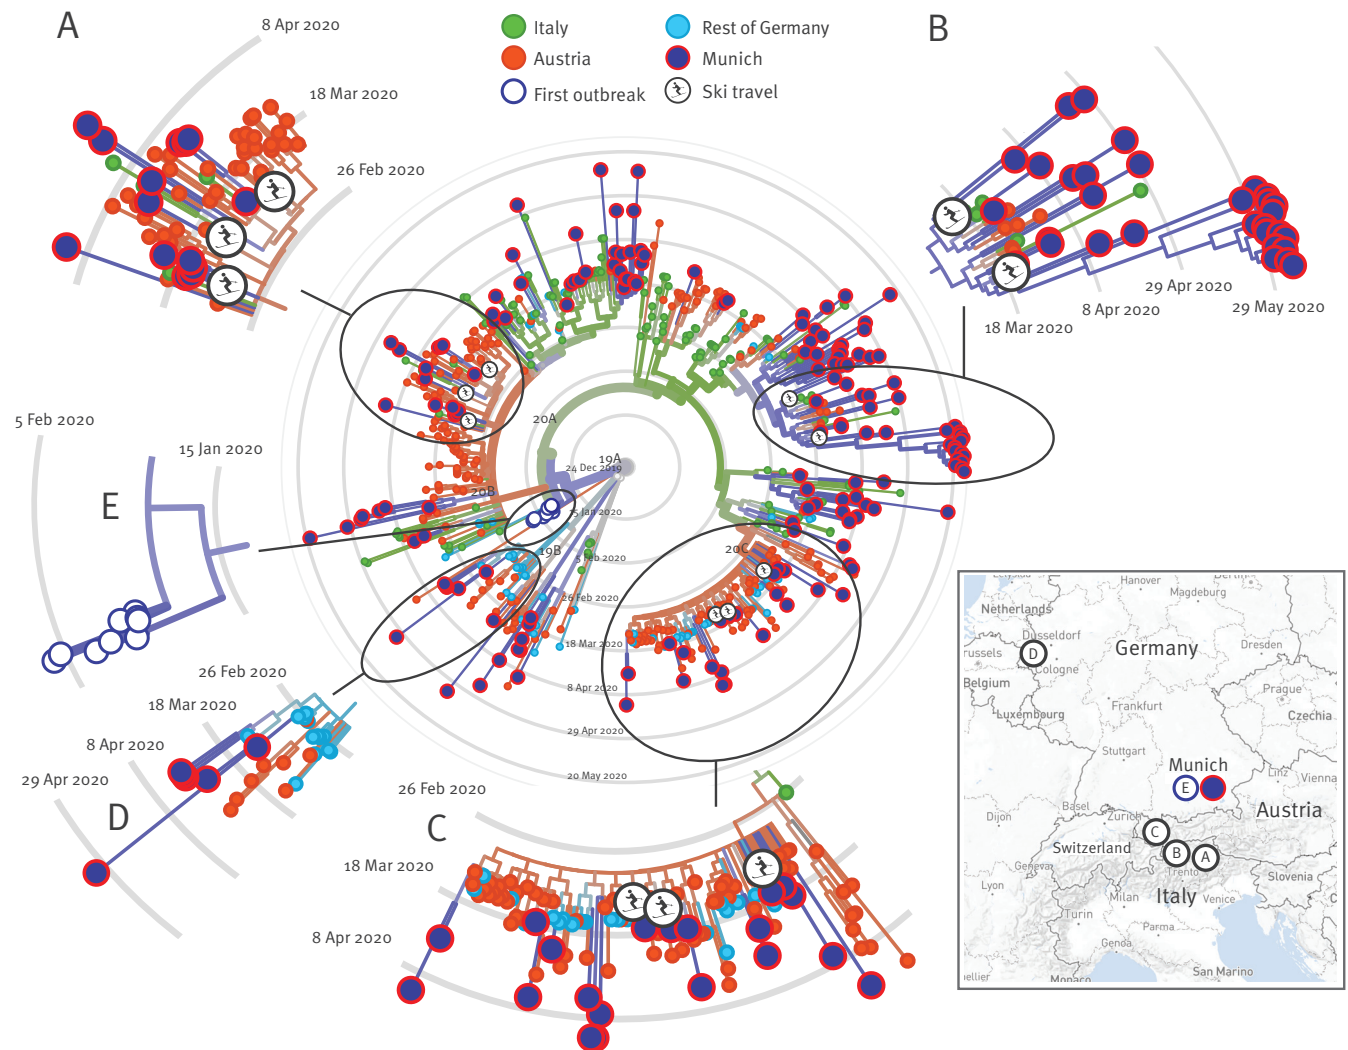 A
8 Apr 2020
18 Mar 2020
26 Feb 2020
Italy
Austria
First outbreak
Rest of Germany
Munich
Ski travel
B
29 Apr 2020
8 Apr 2020
18 Mar 2020
29 May 2020
5 Feb 2020
15 Jan 2020
E
20A
19A
24 Dec 2019
20B
15 Jan 2020
19B
5 Feb 2020
20C
26 Feb 2020
18 Mar 2020
8 Apr 2020
29 Apr 2020
20 May 2020
26 Feb 2020
18 Mar 2020
8 Apr 2020
29 Apr 2020
D
26 Feb 2020
C
18 Mar 2020
8 Apr 2020
Hanover
Magdeburg
Netherlands
Dusseldorf
D
Cologne
Germany
Dresden
russels
Belgium
Prague
Luxembourg
Frankfurt
Czechia
Stuttgart
Munich
Linz
Vienna
E
Basel
Zurich
Dijon
Austria
C
Switzerland
B
A
Geneva
Trento
Slovenia
Lyon
Milan
Italy
Venice
Turin
Parma
Genoa
San Marino
ellier
Monaco